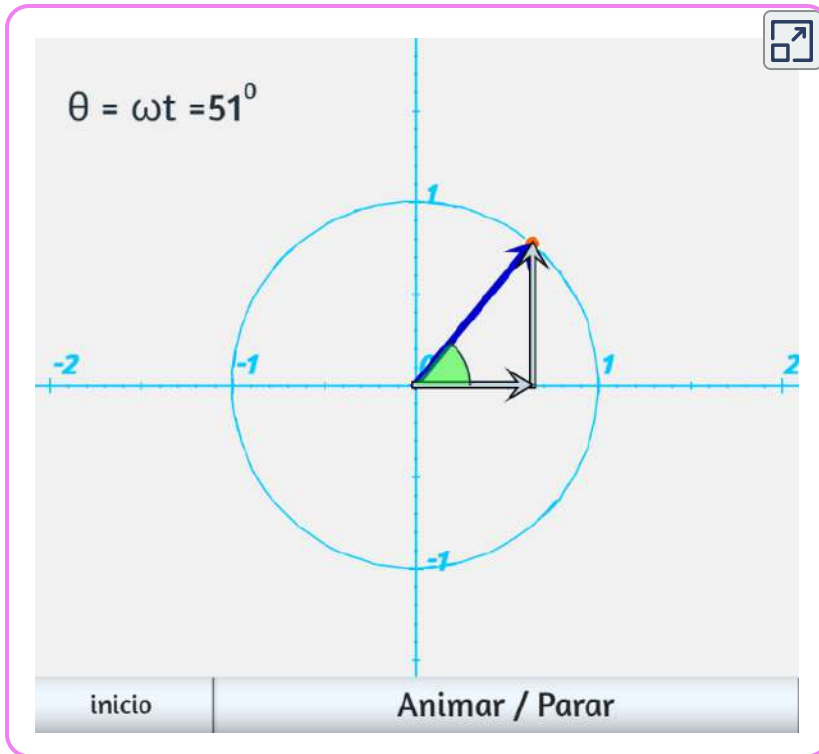 θ = ωt =51⁰
1
-2 -1 0 1 2
-1
inicio
Animar / Parar